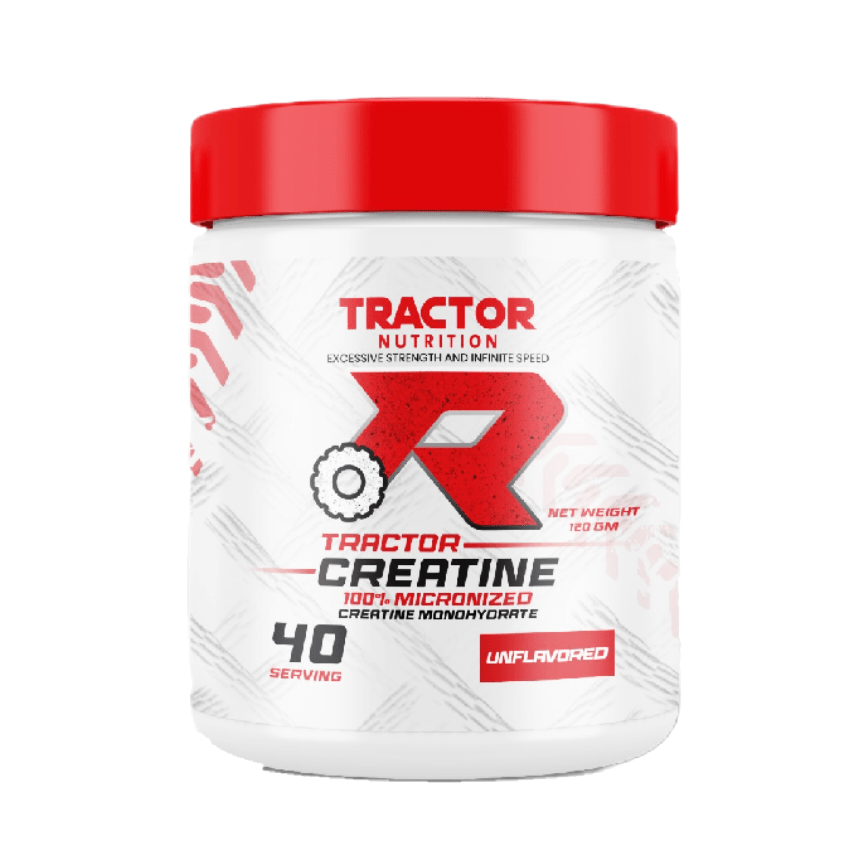 TRACTOR
NUTRITION
EXCESSIVE STRENGTH AND INFINITE SPEED
NET WEIGHT
120 GM
TRACTOR
CREATINE
100% MICRONIZED
CREATINE MONOHYDRATE
40
SERVING
UNFLAVORED